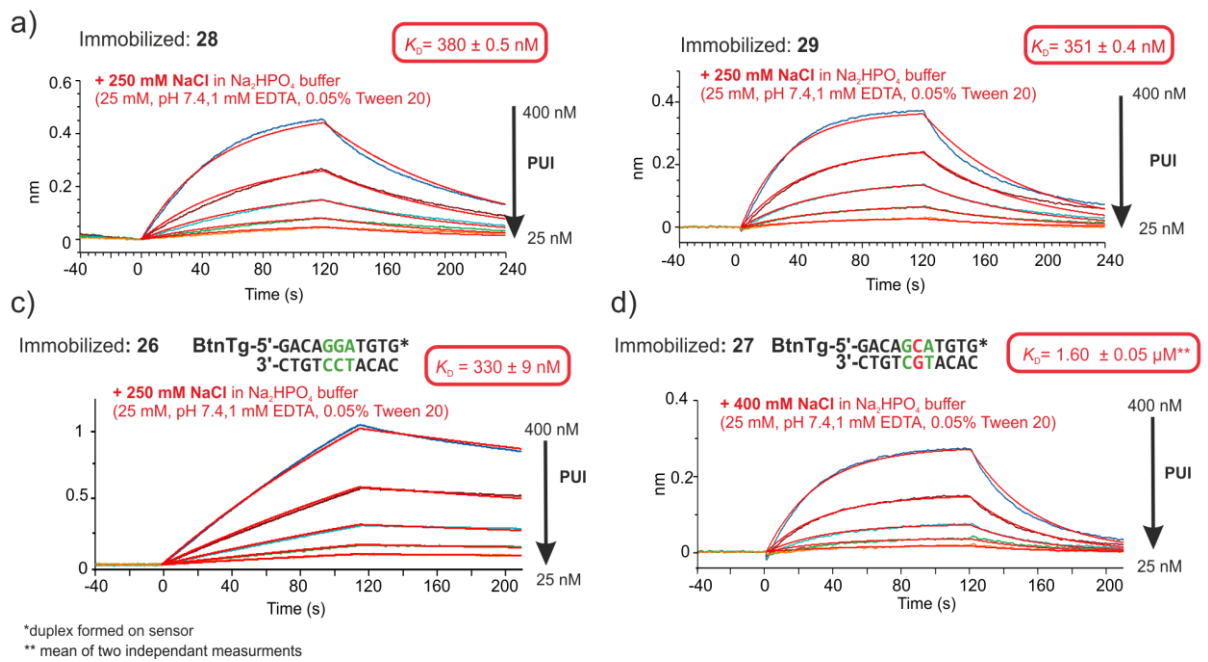 a)
Immobilized: 28
K_D= 380 ± 0.5 nM
+ 250 mM NaCl in Na₂HPO₄ buffer
(25 mM, pH 7.4,1 mM EDTA, 0.05% Tween 20)
0.6
0.4
0.2
0
nm
-40 0 40 80 120 160 200 240
Time (s)
400 nM
PUI
25 nM
Immobilized: 29
K_D= 351 ± 0.4 nM
+ 250 mM NaCl in Na₂HPO₄ buffer
(25 mM, pH 7.4,1 mM EDTA, 0.05% Tween 20)
0.4
0.2
0
nm
-40 0 40 80 120 160 200 240
Time (s)
400 nM
PUI
25 nM
c)
Immobilized: 26
BtnTg-5'-GACAGGATGTG*
3'-CTGTCCTACAC
K_D = 330 ± 9 nM
+ 250 mM NaCl in Na₂HPO₄ buffer
(25 mM, pH 7.4,1 mM EDTA, 0.05% Tween 20)
1
0.5
0
-40 0 40 80 120 160 200
Time (s)
400 nM
PUI
25 nM
d)
Immobilized: 27
BtnTg-5'-GACAGCATGTG*
3'-CTGTCGTACAC
K_D= 1.60 ± 0.05 µM**
+ 400 mM NaCl in Na₂HPO₄ buffer
(25 mM, pH 7.4,1 mM EDTA, 0.05% Tween 20)
0.4
0.2
0
nm
-40 0 40 80 120 160 200
Time (s)
400 nM
PUI
25 nM
*duplex formed on sensor
** mean of two independant measurments